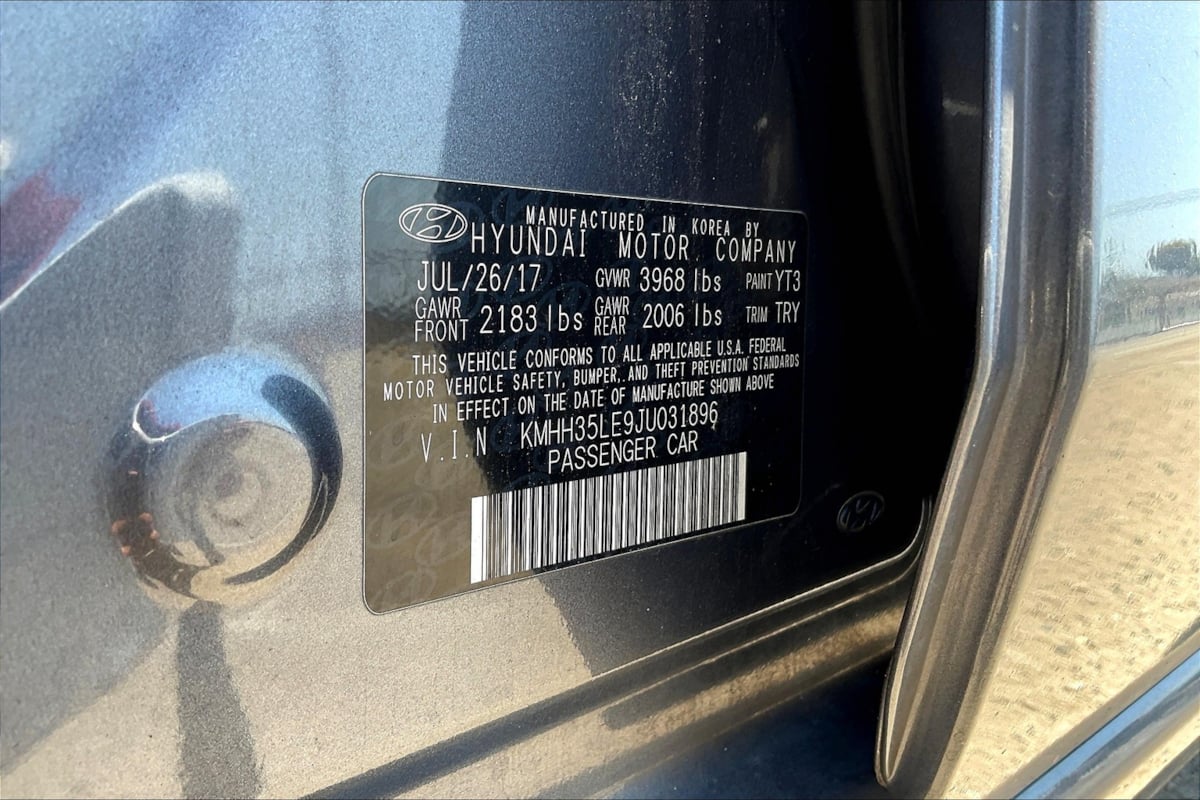 MANUFACTURED IN KOREA BY
HYUNDAI MOTOR COMPANY
JUL/26/17 GVWR 3968 lbs PAINT YT3
GAWR FRONT 2183 lbs GAWR REAR 2006 lbs TRIM TRY
THIS VEHICLE CONFORMS TO ALL APPLICABLE U.S.A. FEDERAL
MOTOR VEHICLE SAFETY, BUMPER, AND THEFT PREVENTION STANDARDS
IN EFFECT ON THE DATE OF MANUFACTURE SHOWN ABOVE
V.I.N KMHH35LE9JU031896
PASSENGER CAR